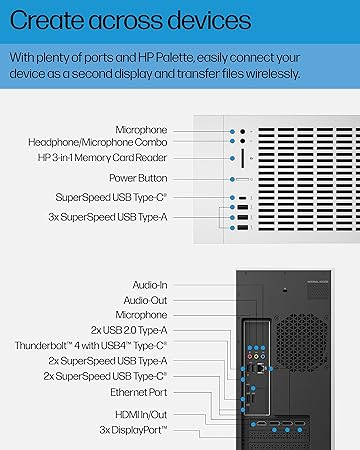 Create across devices
With plenty of ports and HP Palette, easily connect your
device as a second display and transfer files wirelessly.
Microphone
Headphone/Microphone Combo
HP 3-in-1 Memory Card Reader
Power Button
SuperSpeed USB Type-C®
3x SuperSpeed USB Type-A
Audio-In
Audio-Out
Microphone
2x USB 2.0 Type-A
Thunderbolt™ 4 with USB4™ Type-C®
2x SuperSpeed USB Type-A
2x SuperSpeed USB Type-C®
Ethernet Port
HDMI In/Out
3x DisplayPort™